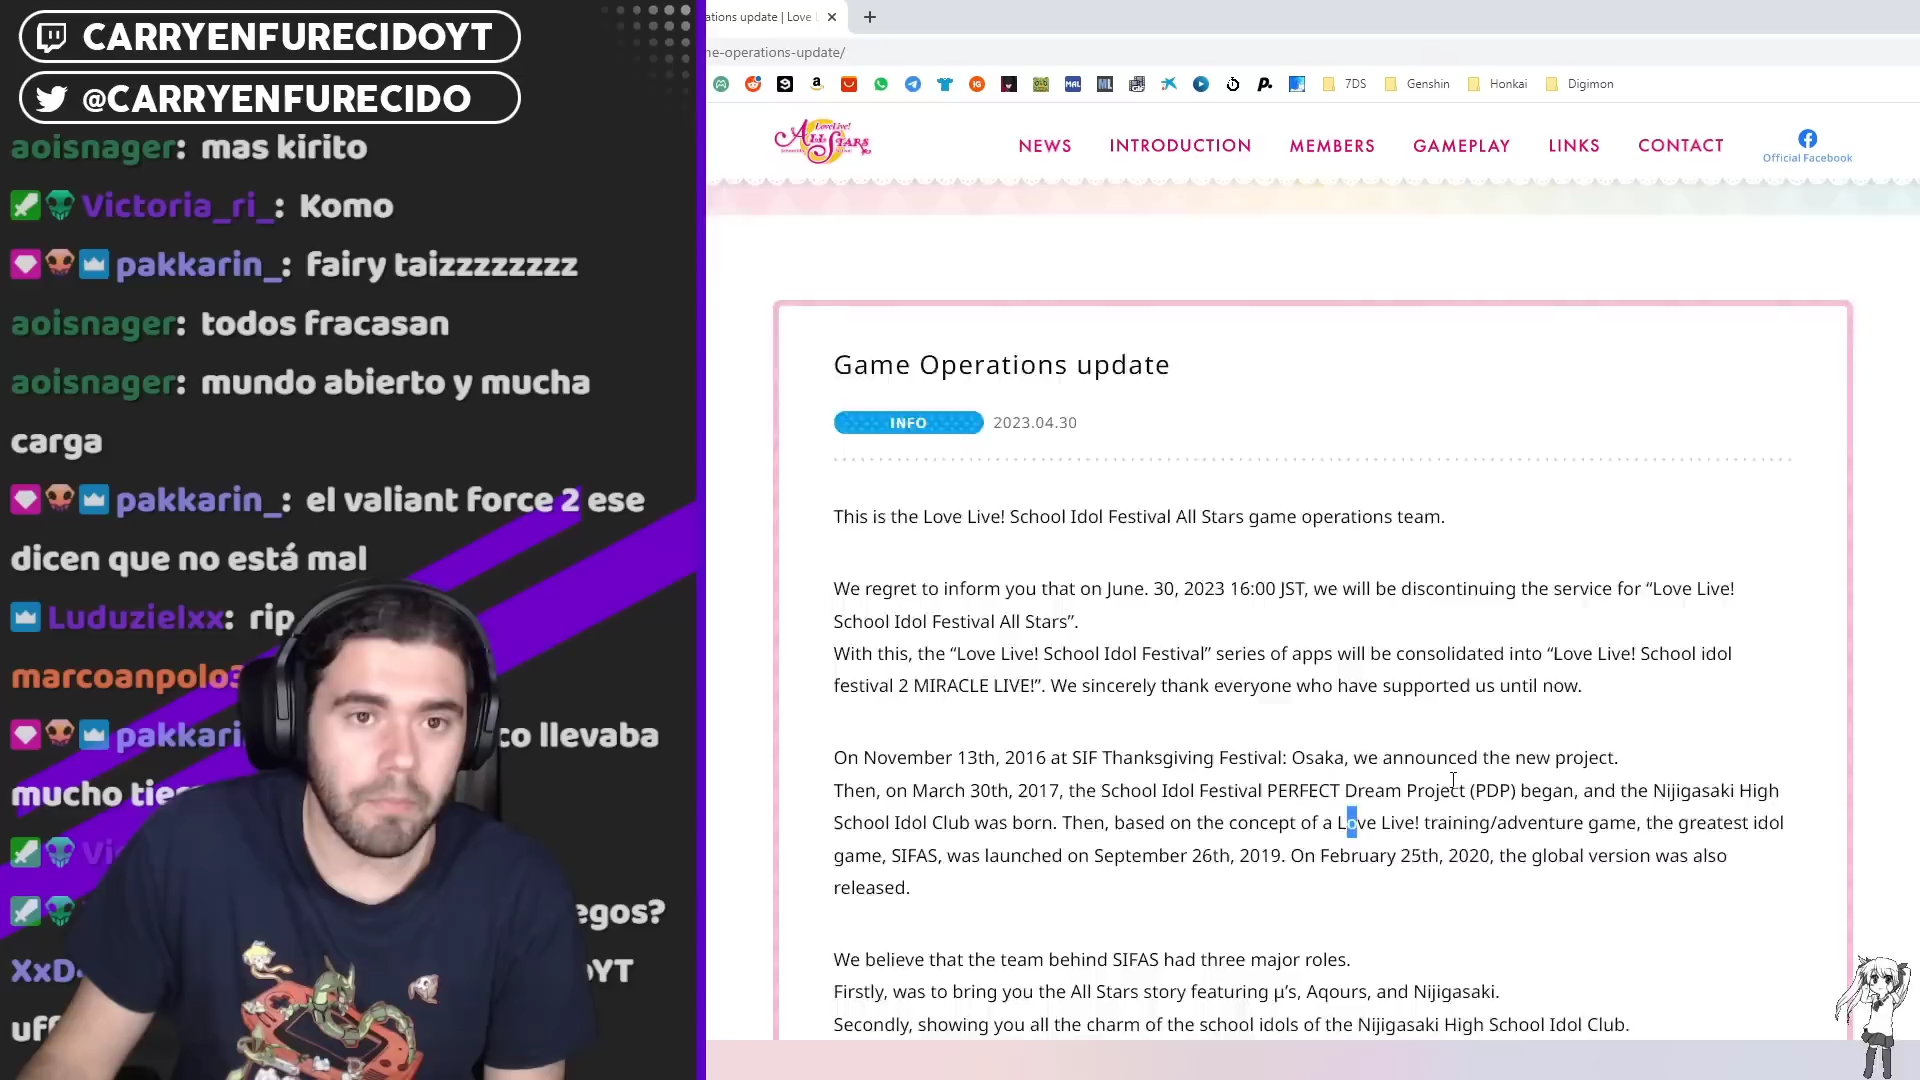 CARRYENFURECIDOYT
@CARRYENFURECIDO
aoisnager: mas kirito
Victoria_ri_: Komo
pakkarin_: fairy taizzzzzzzz
aoisnager: todos fracasan
aoisnager: mundo abierto y mucha
carga
pakkarin_: el valiant force 2 ese
dicen que no está mal
Luduzielxx: rip
co llevaba
mucho
egos?
OYT
ations update | Love
me-operations-update/
7DS
Genshin
Honkai
Digimon
LoveLive!
ALL STARS
NEWS
INTRODUCTION
MEMBERS
GAMEPLAY
LINKS
CONTACT
Official Facebook
Game Operations update
INFO
2023.04.30
This is the Love Live! School Idol Festival All Stars game operations team.
We regret to inform you that on June. 30, 2023 16:00 JST, we will be discontinuing the service for “Love Live!
School Idol Festival All Stars”.
With this, the “Love Live! School Idol Festival” series of apps will be consolidated into “Love Live! School idol
festival 2 MIRACLE LIVE!”. We sincerely thank everyone who have supported us until now.
On November 13th, 2016 at SIF Thanksgiving Festival: Osaka, we announced the new project.
Then, on March 30th, 2017, the School Idol Festival PERFECT Dream Project (PDP) began, and the Nijigasaki High
School Idol Club was born. Then, based on the concept of a Love Live! training/adventure game, the greatest idol
game, SIFAS, was launched on September 26th, 2019. On February 25th, 2020, the global version was also
released.
We believe that the team behind SIFAS had three major roles.
Firstly, was to bring you the All Stars story featuring μ’s, Aqours, and Nijigasaki.
Secondly, showing you all the charm of the school idols of the Nijigasaki High School Idol Club.